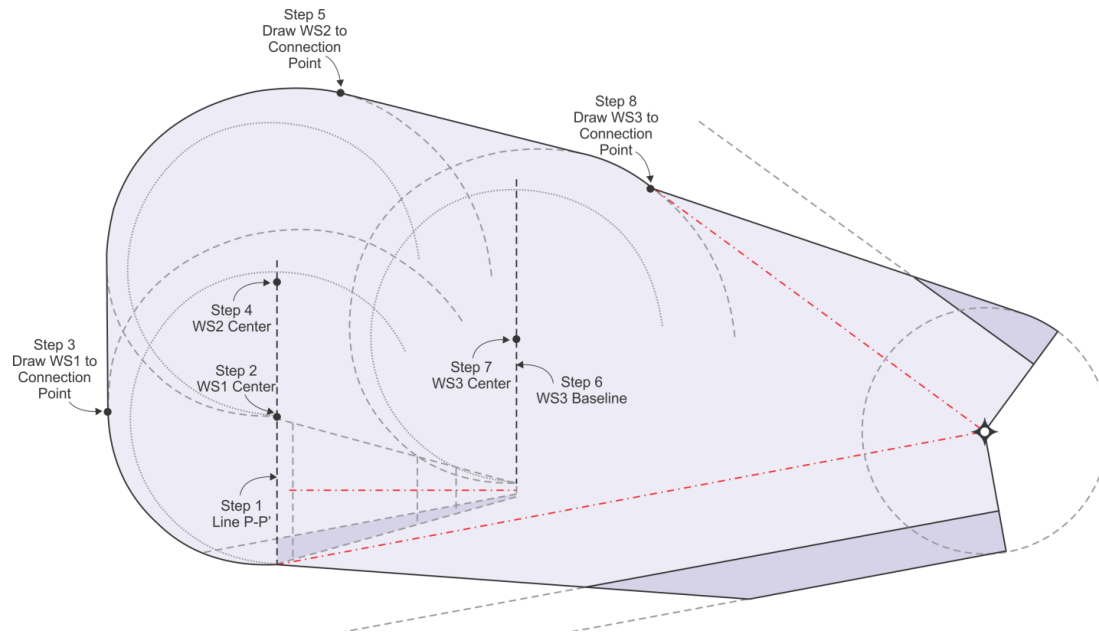 Step 5
Draw WS2 to
Connection
Point
Step 8
Draw WS3 to
Connection
Point
Step 4
WS2 Center
Step 3
Draw WS1 to
Connection
Point
Step 2
WS1 Center
Step 7
WS3 Center
Step 6
WS3 Baseline
Step 1
Line P-P'